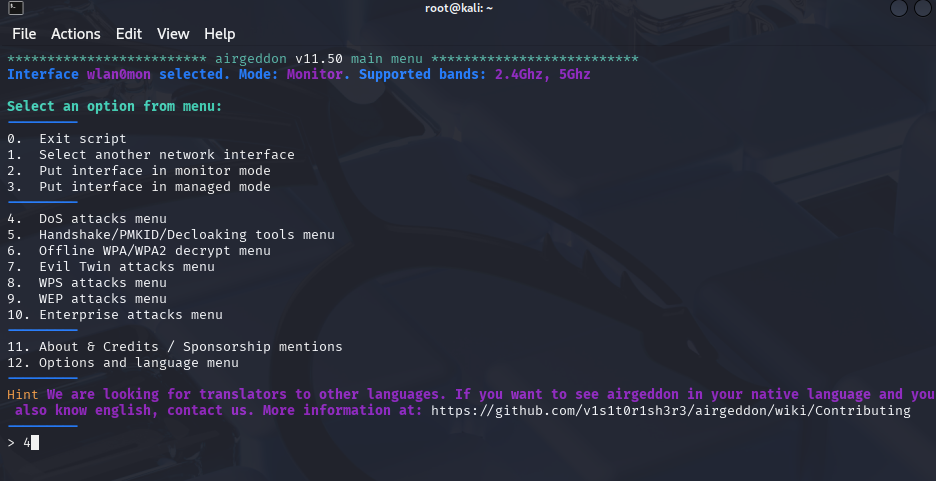 root@kali: ~
File Actions Edit View Help
************************* airgeddon v11.50 main menu **************************
Interface wlan0mon selected. Mode: Monitor. Supported bands: 2.4Ghz, 5Ghz
Select an option from menu:
---------
0. Exit script
1. Select another network interface
2. Put interface in monitor mode
3. Put interface in managed mode
---------
4. DoS attacks menu
5. Handshake/PMKID/Decloaking tools menu
6. Offline WPA/WPA2 decrypt menu
7. Evil Twin attacks menu
8. WPS attacks menu
9. WEP attacks menu
10. Enterprise attacks menu
---------
11. About & Credits / Sponsorship mentions
12. Options and language menu
---------
Hint We are looking for translators to other languages. If you want to see airgeddon in your native language and you
also know english, contact us. More information at: https://github.com/v1s1t0r1sh3r3/airgeddon/wiki/Contributing
---------
> 4